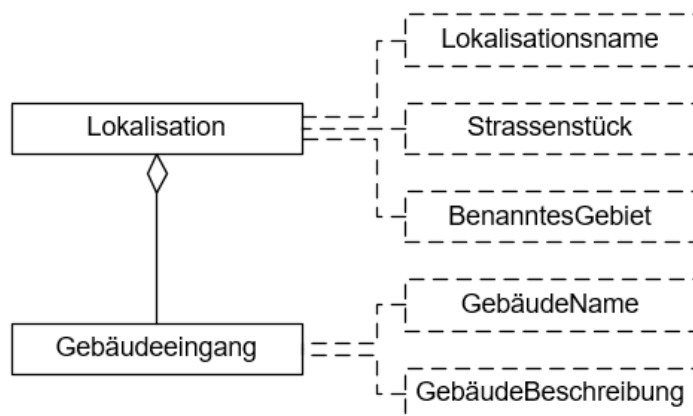 Lokalisationsname
Lokalisation
Strassenstück
BenanntesGebiet
GebäudeName
Gebäudeeingang
GebäudeBeschreibung